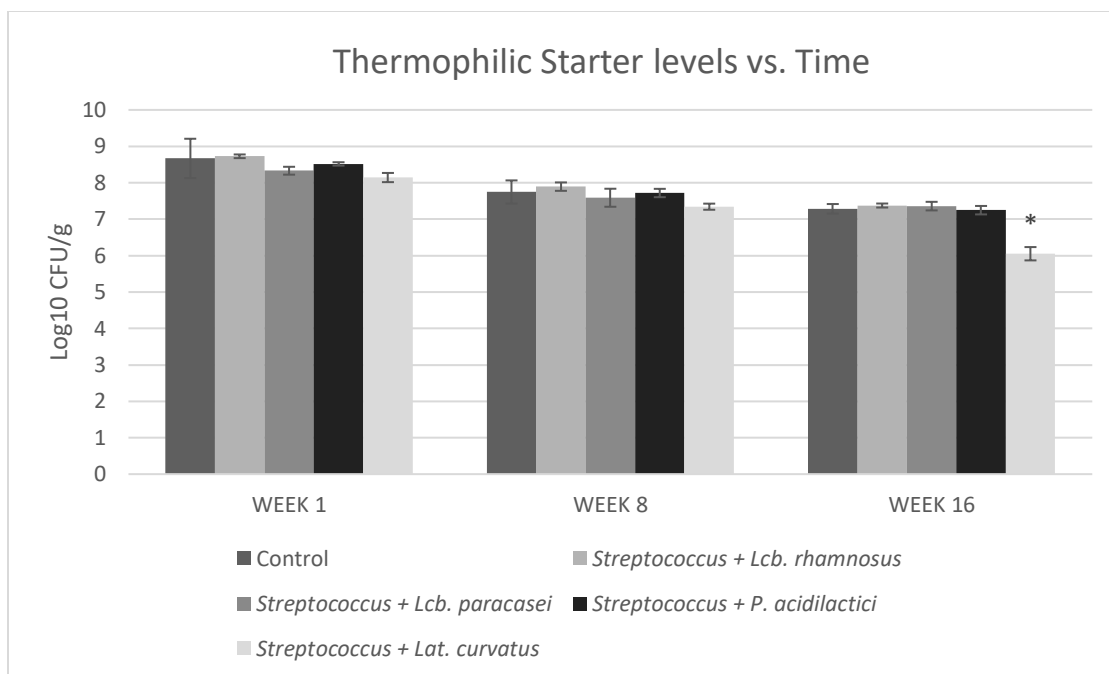 Thermophilic Starter levels vs. Time
Log10 CFU/g
10
9
8
7
6
5
4
3
2
1
0
*
WEEK 1 WEEK 8 WEEK 16
Control Streptococcus + Lcb. rhamnosus
Streptococcus + Lcb. paracasei Streptococcus + P. acidilactici
Streptococcus + Lat. curvatus